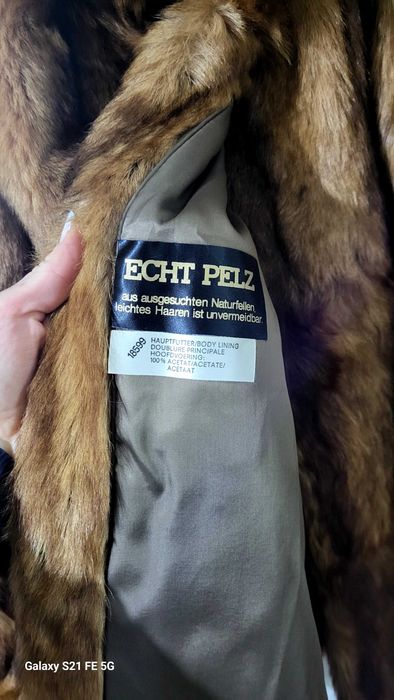 ECHT PELZ
aus ausgesuchten Naturfellen,
leichtes Haaren ist unvermeidbar.
18599
HAUPTFUTTER/BODY LINING
DOUBLURE PRINCIPALE
HOOFDVOERING:
100% ACETAT/ACETATE/
ACETAAT
Galaxy S21 FE 5G